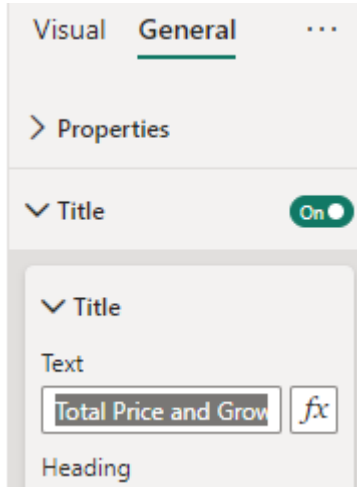 Visual General ...
Properties
Title
On
Title
Text
Total Price and Grow
fx
Heading